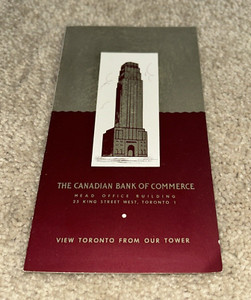 THE CANADIAN BANK OF COMMERCE
HEAD OFFICE BUILDING
25 KING STREET WEST, TORONTO 1
VIEW TORONTO FROM OUR TOWER